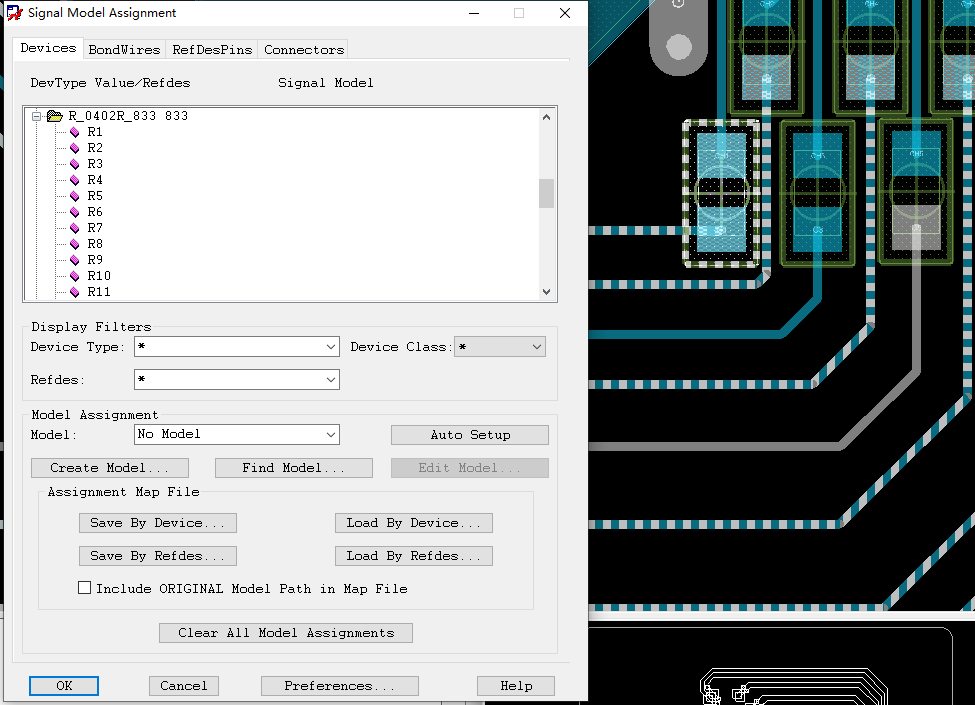 Signal Model Assignment
Devices BondWires RefDesPins Connectors
DevType Value/Refdes Signal Model
R_0402R_833 833
R1
R2
R3
R4
R5
R6
R7
R8
R9
R10
R11
Display Filters
Device Type: * Device Class: *
Refdes: *
Model Assignment
Model: No Model Auto Setup
Create Model... Find Model... Edit Model...
Assignment Map File
Save By Device... Load By Device...
Save By Refdes... Load By Refdes...
Include ORIGINAL Model Path in Map File
Clear All Model Assignments
OK Cancel Preferences... Help